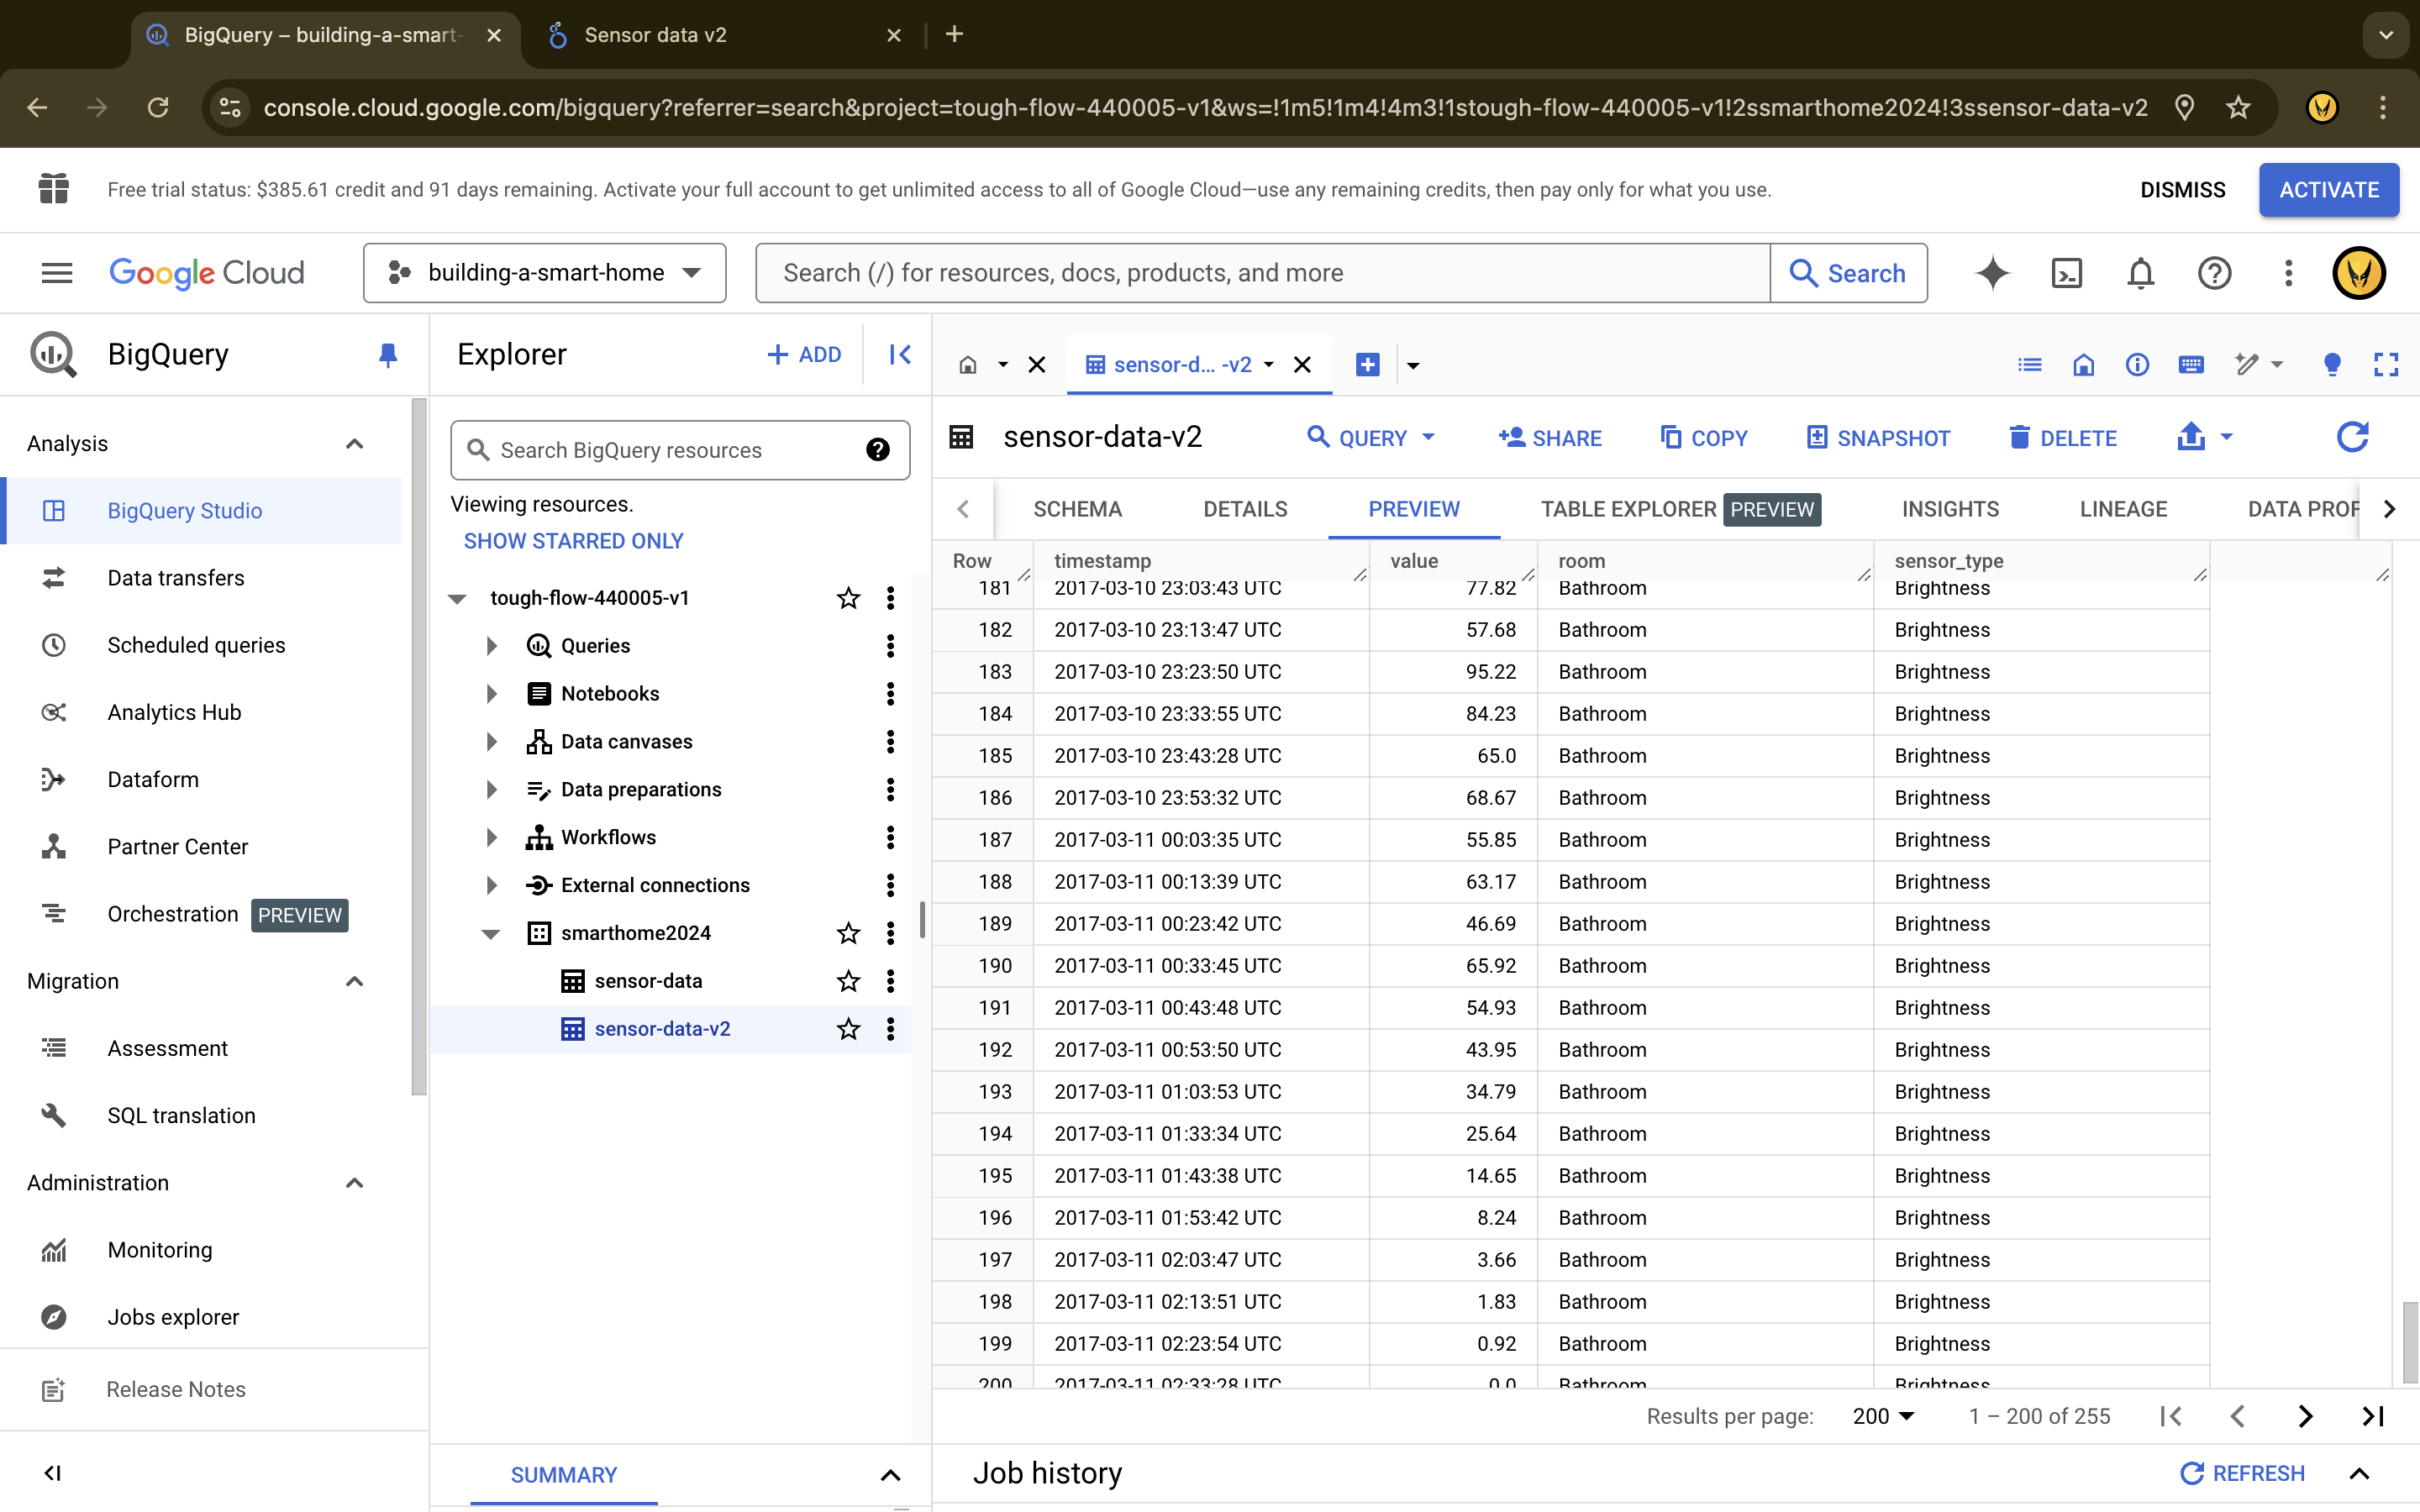 BigQuery – building-a-smart-
Sensor data v2
console.cloud.google.com/bigquery?referrer=search&project=tough-flow-440005-v1&ws=!1m5!1m4!4m3!1stough-flow-440005-v1!2ssmarthome2024!3ssensor-data-v2
Free trial status: $385.61 credit and 91 days remaining. Activate your full account to get unlimited access to all of Google Cloud—use any remaining credits, then pay only for what you use.
DISMISS
ACTIVATE
Google Cloud
building-a-smart-home
Search (/) for resources, docs, products, and more
Search
BigQuery
Analysis
BigQuery Studio
Data transfers
Scheduled queries
Analytics Hub
Dataform
Partner Center
Orchestration PREVIEW
Migration
Assessment
SQL translation
Administration
Monitoring
Jobs explorer
Release Notes
Explorer
+ ADD
Search BigQuery resources
Viewing resources.
SHOW STARRED ONLY
tough-flow-440005-v1
Queries
Notebooks
Data canvases
Data preparations
Workflows
External connections
smarthome2024
sensor-data
sensor-data-v2
SUMMARY
sensor-d... -v2
sensor-data-v2
QUERY
SHARE
COPY
SNAPSHOT
DELETE
SCHEMA DETAILS PREVIEW TABLE EXPLORER PREVIEW INSIGHTS LINEAGE DATA PROF
Row timestamp value room sensor_type
181 2017-03-10 23:03:43 UTC 77.82 Bathroom Brightness
182 2017-03-10 23:13:47 UTC 57.68 Bathroom Brightness
183 2017-03-10 23:23:50 UTC 95.22 Bathroom Brightness
184 2017-03-10 23:33:55 UTC 84.23 Bathroom Brightness
185 2017-03-10 23:43:28 UTC 65.0 Bathroom Brightness
186 2017-03-10 23:53:32 UTC 68.67 Bathroom Brightness
187 2017-03-11 00:03:35 UTC 55.85 Bathroom Brightness
188 2017-03-11 00:13:39 UTC 63.17 Bathroom Brightness
189 2017-03-11 00:23:42 UTC 46.69 Bathroom Brightness
190 2017-03-11 00:33:45 UTC 65.92 Bathroom Brightness
191 2017-03-11 00:43:48 UTC 54.93 Bathroom Brightness
192 2017-03-11 00:53:50 UTC 43.95 Bathroom Brightness
193 2017-03-11 01:03:53 UTC 34.79 Bathroom Brightness
194 2017-03-11 01:33:34 UTC 25.64 Bathroom Brightness
195 2017-03-11 01:43:38 UTC 14.65 Bathroom Brightness
196 2017-03-11 01:53:42 UTC 8.24 Bathroom Brightness
197 2017-03-11 02:03:47 UTC 3.66 Bathroom Brightness
198 2017-03-11 02:13:51 UTC 1.83 Bathroom Brightness
199 2017-03-11 02:23:54 UTC 0.92 Bathroom Brightness
200 2017-03-11 02:33:28 UTC 0.0 Bathroom Brightness
Results per page: 200 1 – 200 of 255
Job history
REFRESH